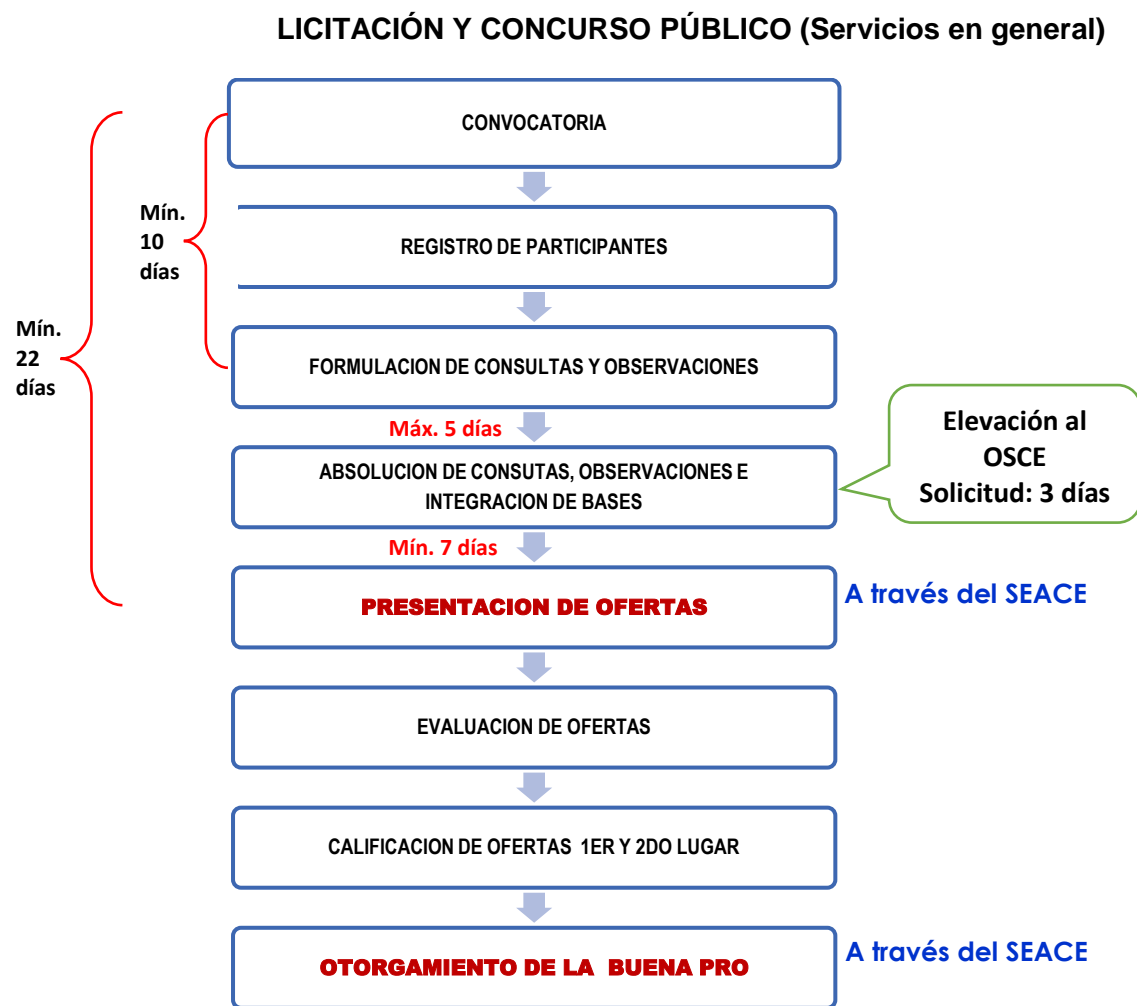 LICITACIÓN Y CONCURSO PÚBLICO (Servicios en general)
CONVOCATORIA
Mín.
10
días
REGISTRO DE PARTICIPANTES
Mín.
22
días
FORMULACION DE CONSULTAS Y OBSERVACIONES
Máx. 5 días
Elevación al
OSCE
Solicitud: 3 días
ABSOLUCION DE CONSUTAS, OBSERVACIONES E
INTEGRACION DE BASES
Mín. 7 días
PRESENTACION DE OFERTAS
A través del SEACE
EVALUACION DE OFERTAS
CALIFICACION DE OFERTAS 1ER Y 2DO LUGAR
OTORGAMIENTO DE LA BUENA PRO
A través del SEACE